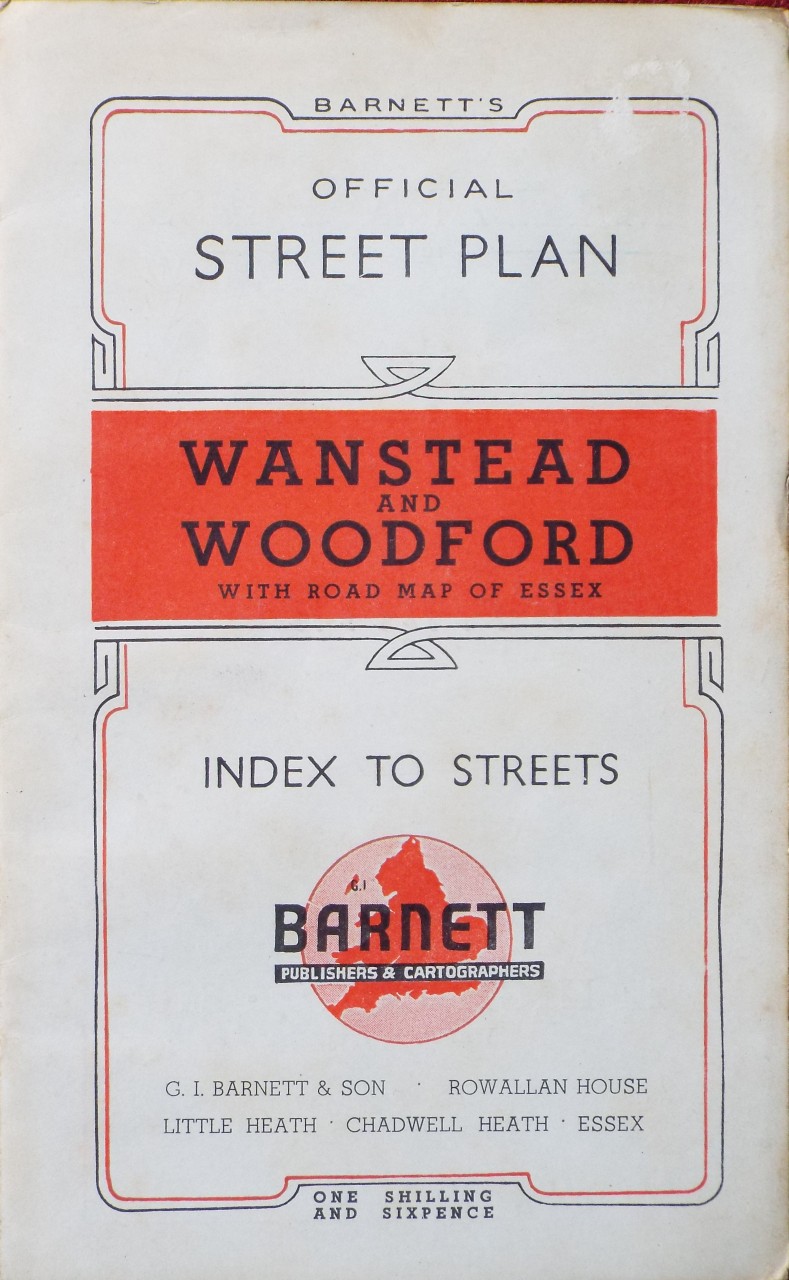 BARNETT'S
OFFICIAL
STREET PLAN
WANSTEAD
AND
WOODFORD
WITH ROAD MAP OF ESSEX
INDEX TO STREETS
G.I
BARNETT
PUBLISHERS & CARTOGRAPHERS
G. I. BARNETT & SON · ROWALLAN HOUSE
LITTLE HEATH · CHADWELL HEATH · ESSEX
ONE SHILLING
AND SIXPENCE